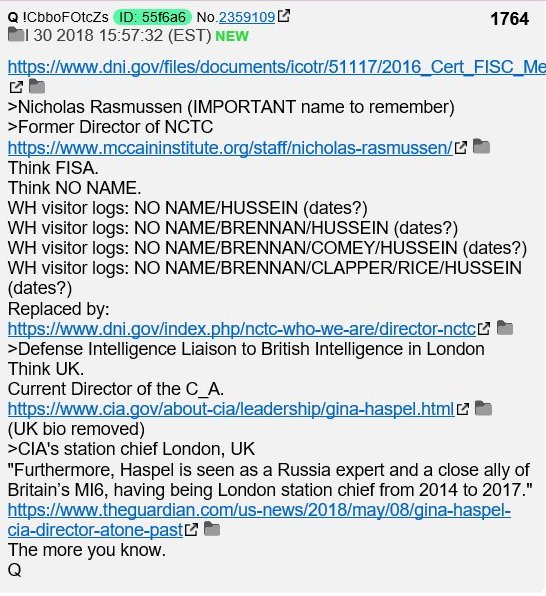 Q !CbboFOtcZs ID: 55f6a6 No.2359109 1764
l 30 2018 15:57:32 (EST) NEW
https://www.dni.gov/files/documents/icotr/51117/2016_Cert_FISC_Me
>Nicholas Rasmussen (IMPORTANT name to remember)
>Former Director of NCTC
https://www.mccaininstitute.org/staff/nicholas-rasmussen/
Think FISA.
Think NO NAME.
WH visitor logs: NO NAME/HUSSEIN (dates?)
WH visitor logs: NO NAME/BRENNAN/HUSSEIN (dates?)
WH visitor logs: NO NAME/BRENNAN/COMEY/HUSSEIN (dates?)
WH visitor logs: NO NAME/BRENNAN/CLAPPER/RICE/HUSSEIN
(dates?)
Replaced by:
https://www.dni.gov/index.php/nctc-who-we-are/director-nctc
>Defense Intelligence Liaison to British Intelligence in London
Think UK.
Current Director of the C_A.
https://www.cia.gov/about-cia/leadership/gina-haspel.html
(UK bio removed)
>CIA's station chief London, UK
"Furthermore, Haspel is seen as a Russia expert and a close ally of
Britain’s MI6, having being London station chief from 2014 to 2017."
https://www.theguardian.com/us-news/2018/may/08/gina-haspel-
cia-director-atone-past
The more you know.
Q